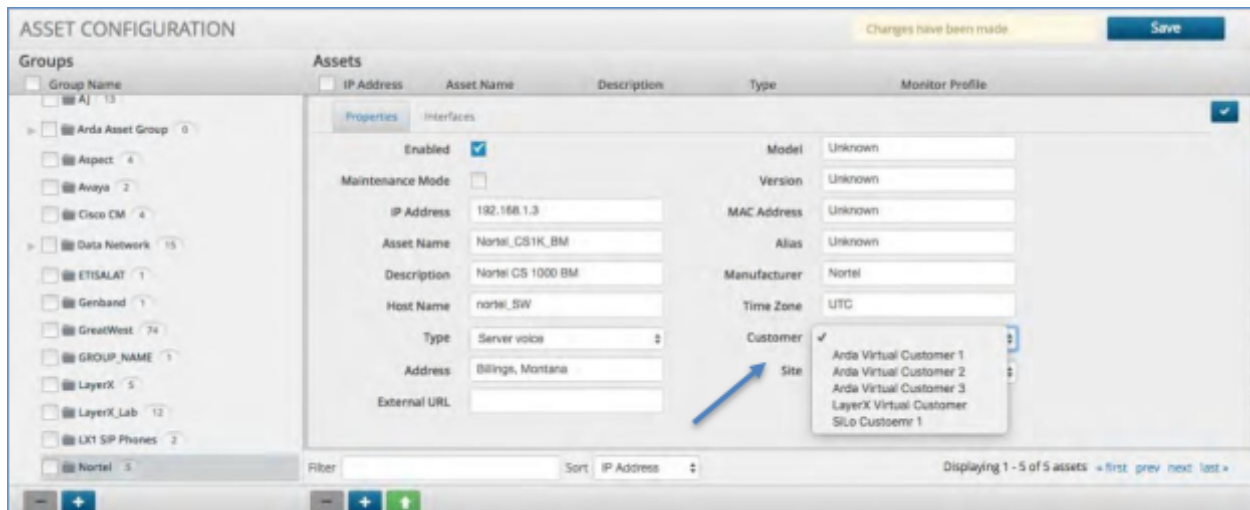 ASSET CONFIGURATION Changes have been made Save
Groups Assets
Group Name IP Address Asset Name Description Type Monitor Profile
AJ 13
Properties Interfaces
Arda Asset Group 0
Enabled Model Unknown
Aspect 4
Maintenance Mode Version Unknown
Avaya 2
IP Address 192.168.1.3 MAC Address Unknown
Cisco CM 4
Asset Name Nortel_CS1K_BM Alias Unknown
Data Network 15
Description Nortel CS 1000 BM Manufacturer Nortel
ETISALAT 1
Host Name nortel_SW Time Zone UTC
Genband 1
GreatWest 74
Type Server voice Customer
Arda Virtual Customer 1
GROUP_NAME 1
Address Billings, Montana Site
Arda Virtual Customer 2
Arda Virtual Customer 3
LayerX 5
External URL
LayerX Virtual Customer
SiLo Custoemr 1
LayerX_Lab 12
LX1 SIP Phones 2
Nortel 5
Filter Sort IP Address Displaying 1 - 5 of 5 assets « first prev next last »